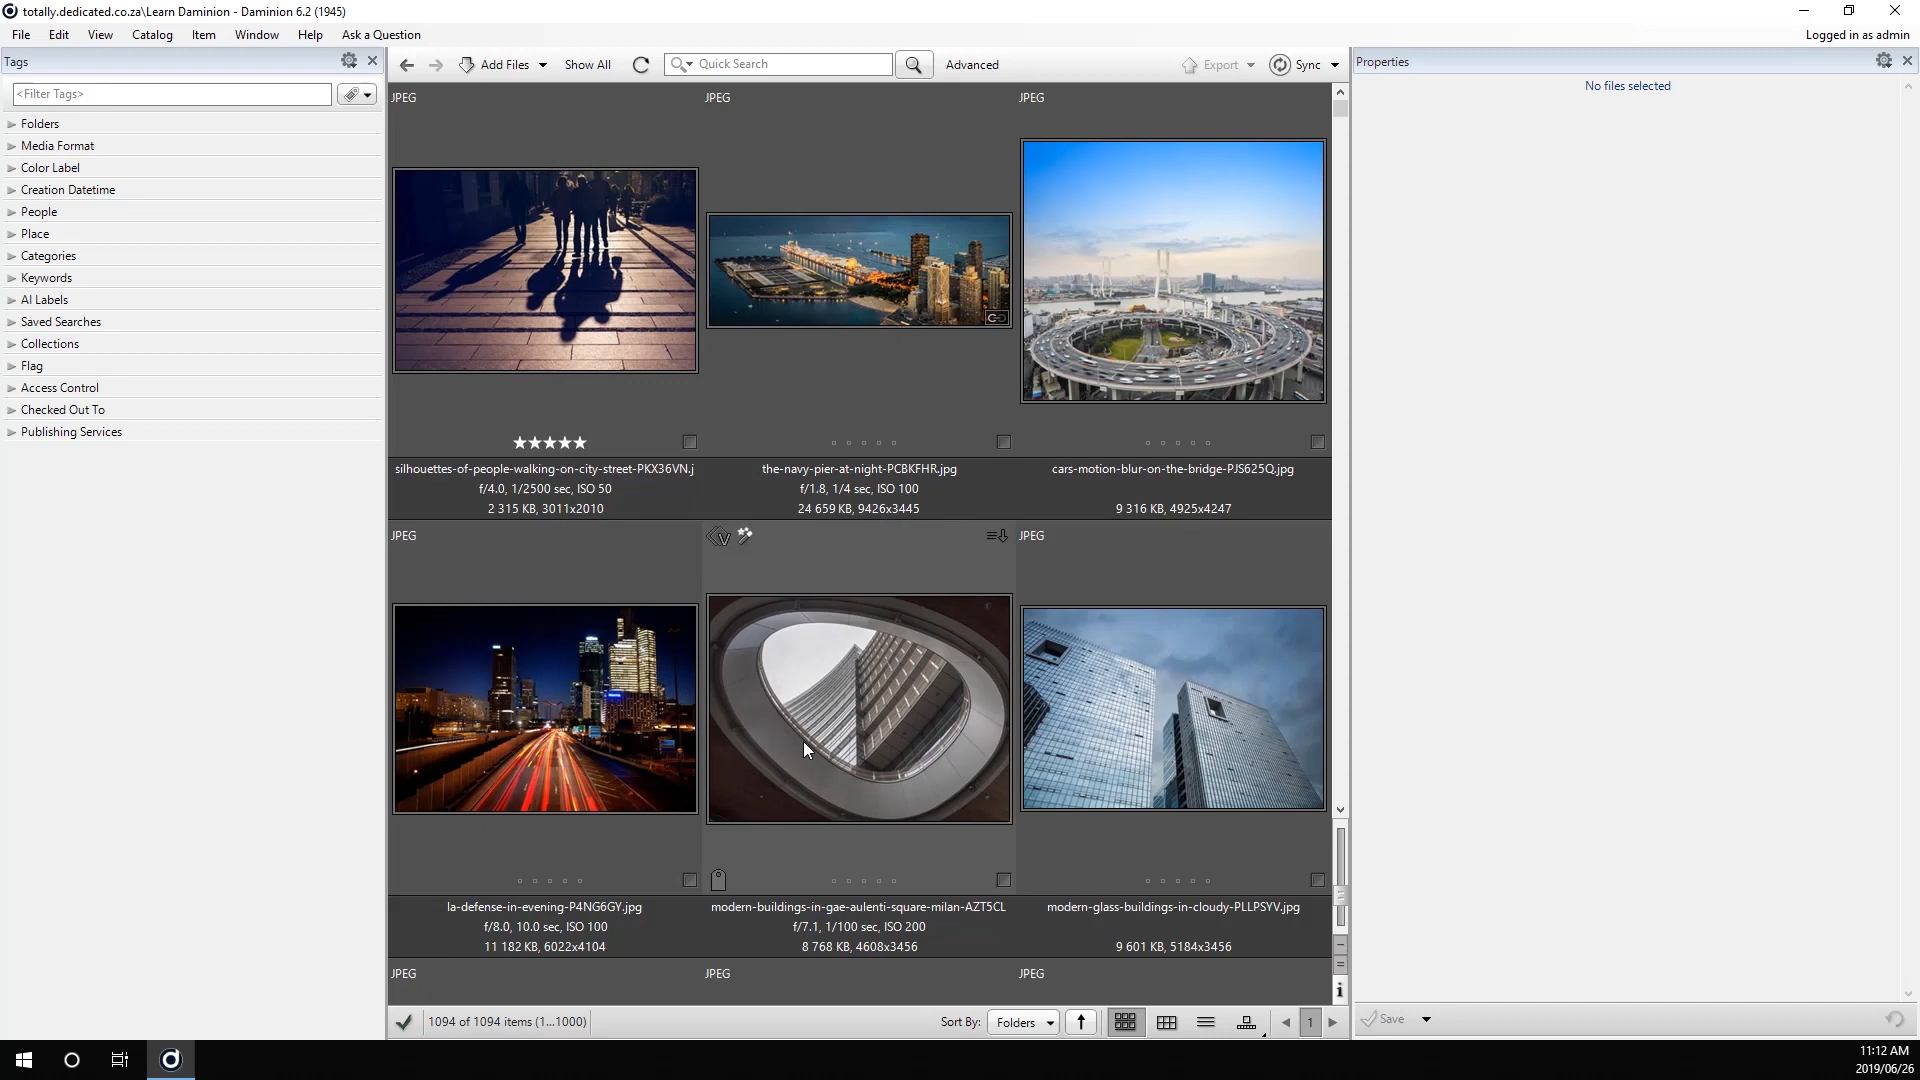 totally.dedicated.co.za\Learn Daminion - Daminion 6.2 (1945)
File Edit View Catalog Item Window Help Ask a Question
Logged in as admin
Tags
<Filter Tags>
Folders
Media Format
Color Label
Creation Datetime
People
Place
Categories
Keywords
AI Labels
Saved Searches
Collections
Flag
Access Control
Checked Out To
Publishing Services
Add Files Show All Quick Search Advanced Export Sync
JPEG JPEG JPEG
silhouettes-of-people-walking-on-city-street-PKX36VN.j
f/4.0, 1/2500 sec, ISO 50
2 315 KB, 3011x2010
the-navy-pier-at-night-PCBKFHR.jpg
f/1.8, 1/4 sec, ISO 100
24 659 KB, 9426x3445
cars-motion-blur-on-the-bridge-PJS625Q.jpg
9 316 KB, 4925x4247
JPEG V JPEG
la-defense-in-evening-P4NG6GY.jpg
f/8.0, 10.0 sec, ISO 100
11 182 KB, 6022x4104
modern-buildings-in-gae-aulenti-square-milan-AZT5CL
f/7.1, 1/100 sec, ISO 200
8 768 KB, 4608x3456
modern-glass-buildings-in-cloudy-PLLPSYV.jpg
9 601 KB, 5184x3456
JPEG JPEG JPEG
1094 of 1094 items (1...1000)
Sort By: Folders
1
Properties
No files selected
Save
11:12 AM
2019/06/26